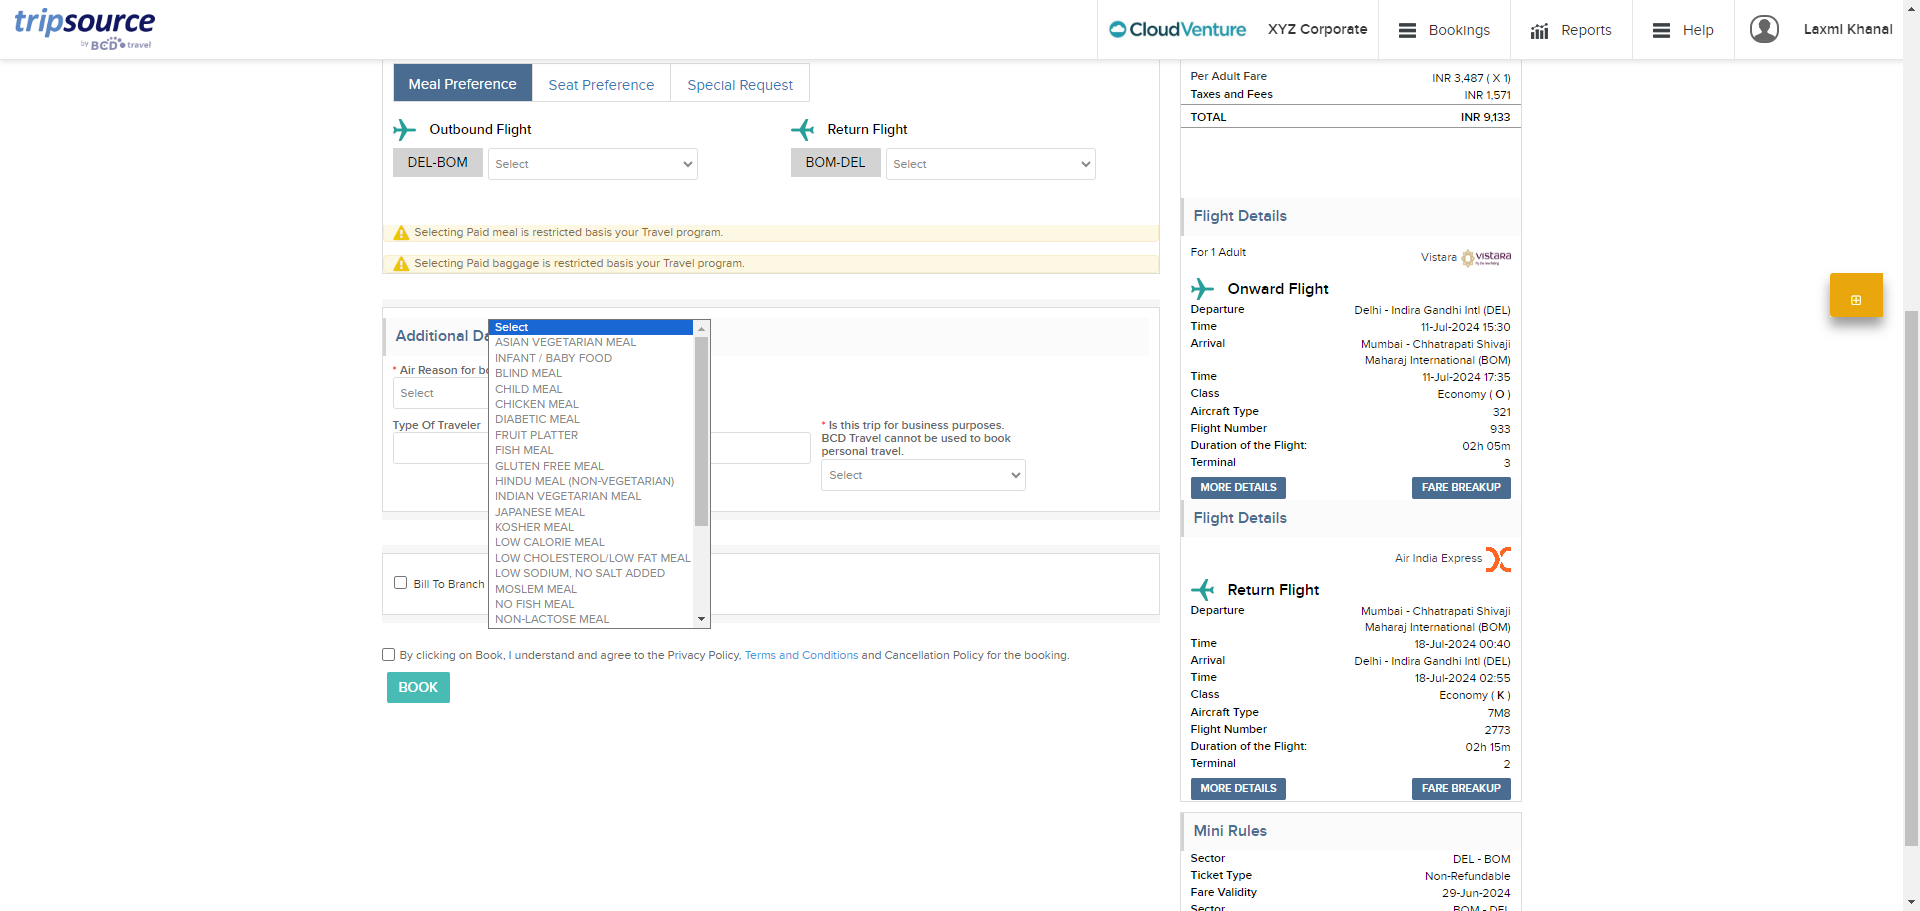 tripsource
by BCD travel
CloudVenture
XYZ Corporate
Bookings
Reports
Help
Laxmi Khanal
Meal Preference
Seat Preference
Special Request
Outbound Flight
Return Flight
DEL-BOM
Select
BOM-DEL
Select
Selecting Paid meal is restricted basis your Travel program.
Selecting Paid baggage is restricted basis your Travel program.
Additional Da
* Air Reason for bo
Select
Type Of Traveler
* Is this trip for business purposes.
BCD Travel cannot be used to book
personal travel.
Select
Select
ASIAN VEGETARIAN MEAL
INFANT / BABY FOOD
BLIND MEAL
CHILD MEAL
CHICKEN MEAL
DIABETIC MEAL
FRUIT PLATTER
FISH MEAL
GLUTEN FREE MEAL
HINDU MEAL (NON-VEGETARIAN)
INDIAN VEGETARIAN MEAL
JAPANESE MEAL
KOSHER MEAL
LOW CALORIE MEAL
LOW CHOLESTEROL/LOW FAT MEAL
LOW SODIUM, NO SALT ADDED
MOSLEM MEAL
NO FISH MEAL
NON-LACTOSE MEAL
Bill To Branch
By clicking on Book, I understand and agree to the Privacy Policy, Terms and Conditions and Cancellation Policy for the booking.
BOOK
Per Adult Fare INR 3,487 ( X 1)
Taxes and Fees INR 1,571
TOTAL INR 9,133
Flight Details
For 1 Adult
Vistara VISTARA
Onward Flight
Departure Delhi - Indira Gandhi Intl (DEL)
Time 11-Jul-2024 15:30
Arrival Mumbai - Chhatrapati Shivaji
Maharaj International (BOM)
Time 11-Jul-2024 17:35
Class Economy ( O )
Aircraft Type 321
Flight Number 933
Duration of the Flight: 02h 05m
Terminal 3
MORE DETAILS FARE BREAKUP
Flight Details
Air India Express
Return Flight
Departure Mumbai - Chhatrapati Shivaji
Maharaj International (BOM)
Time 18-Jul-2024 00:40
Arrival Delhi - Indira Gandhi Intl (DEL)
Time 18-Jul-2024 02:55
Class Economy ( K )
Aircraft Type 7M8
Flight Number 2773
Duration of the Flight: 02h 15m
Terminal 2
MORE DETAILS FARE BREAKUP
Mini Rules
Sector DEL - BOM
Ticket Type Non-Refundable
Fare Validity 29-Jun-2024
Sector BOM - DEL